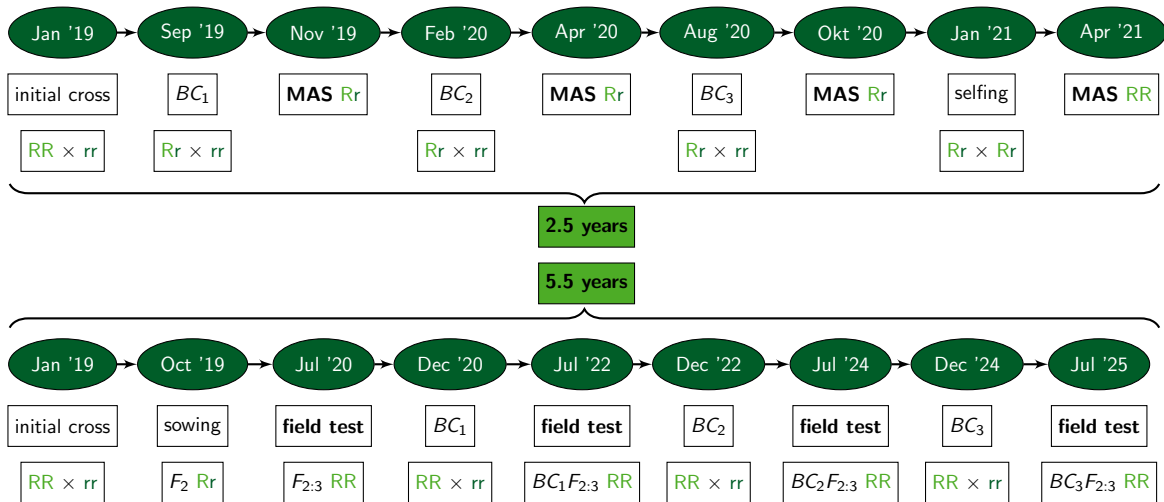 Jan '19 Sep '19 Nov '19 Feb '20 Apr '20 Aug '20 Okt '20 Jan '21 Apr '21
initial cross BC₁ MAS Rr BC₂ MAS Rr BC₃ MAS Rr selfing MAS RR
RR × rr Rr × rr Rr × rr Rr × rr Rr × Rr
2.5 years
5.5 years
Jan '19 Oct '19 Jul '20 Dec '20 Jul '22 Dec '22 Jul '24 Dec '24 Jul '25
initial cross sowing field test BC₁ field test BC₂ field test BC₃ field test
RR × rr F₂ Rr F₂:₃ RR RR × rr BC₁F₂:₃ RR RR × rr BC₂F₂:₃ RR RR × rr BC₃F₂:₃ RR